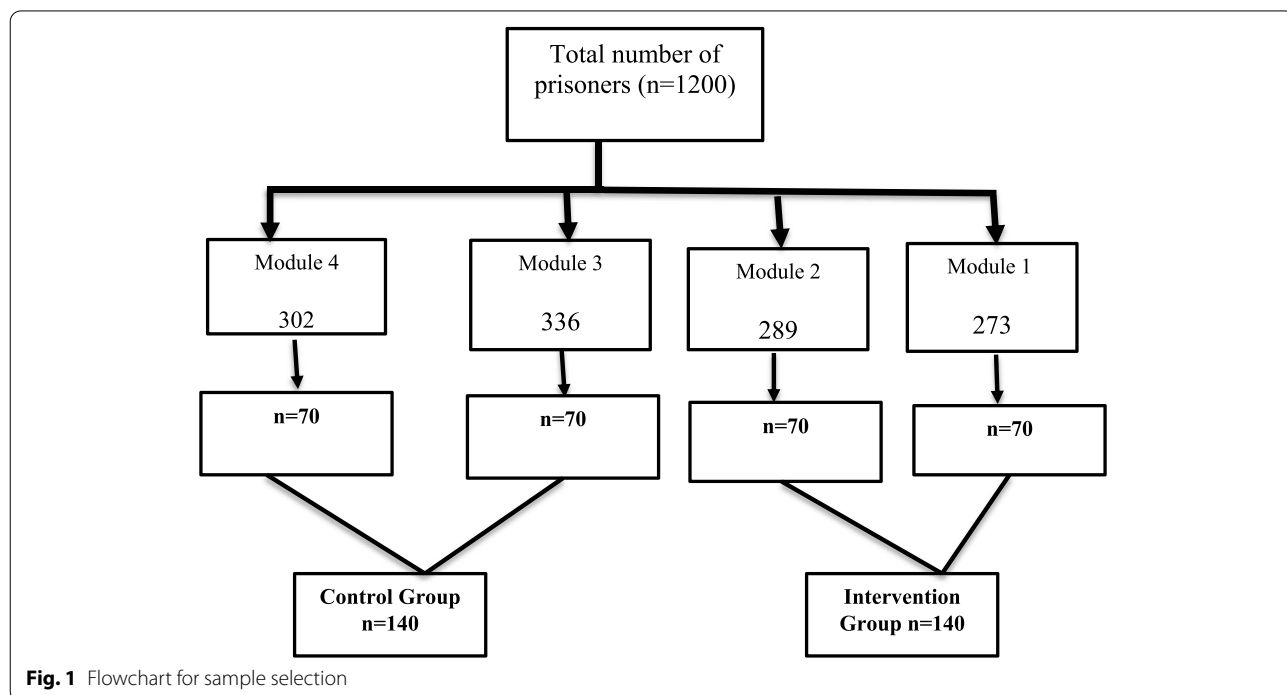 Total number of
prisoners (n=1200)
Module 4
302
Module 3
336
Module 2
289
Module 1
273
n=70
n=70
n=70
n=70
Control Group
n=140
Intervention
Group n=140
Fig. 1 Flowchart for sample selection